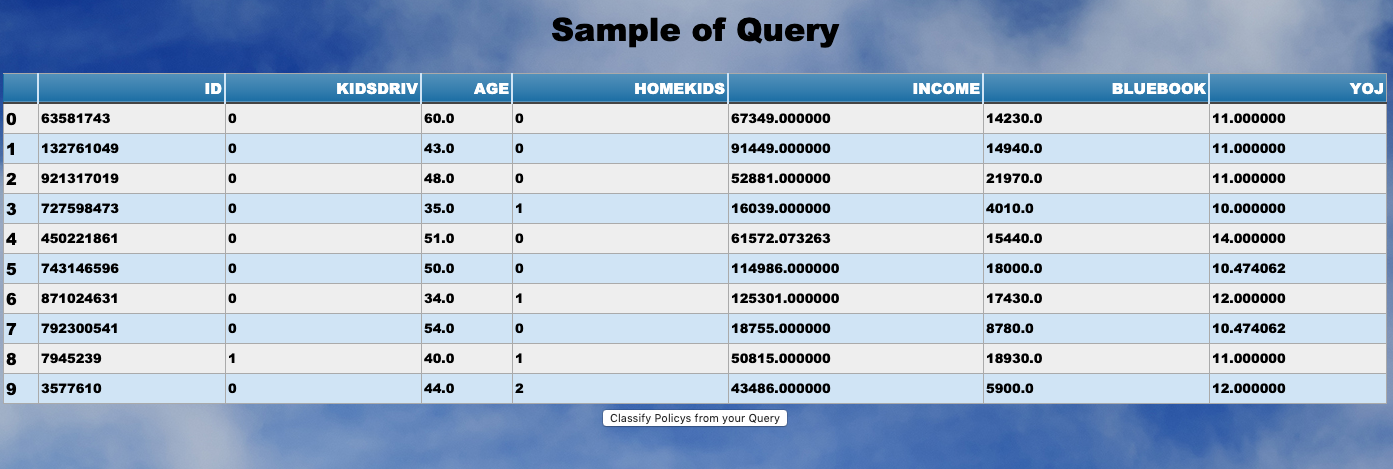 Sample of Query
ID KIDSDRIV AGE HOMEKIDS INCOME BLUEBOOK YOJ
0 63581743 0 60.0 0 67349.000000 14230.0 11.000000
1 132761049 0 43.0 0 91449.000000 14940.0 11.000000
2 921317019 0 48.0 0 52881.000000 21970.0 11.000000
3 727598473 0 35.0 1 16039.000000 4010.0 10.000000
4 450221861 0 51.0 0 61572.073263 15440.0 14.000000
5 743146596 0 50.0 0 114986.000000 18000.0 10.474062
6 871024631 0 34.0 1 125301.000000 17430.0 12.000000
7 792300541 0 54.0 0 18755.000000 8780.0 10.474062
8 7945239 1 40.0 1 50815.000000 18930.0 11.000000
9 3577610 0 44.0 2 43486.000000 5900.0 12.000000
Classify Policys from your Query